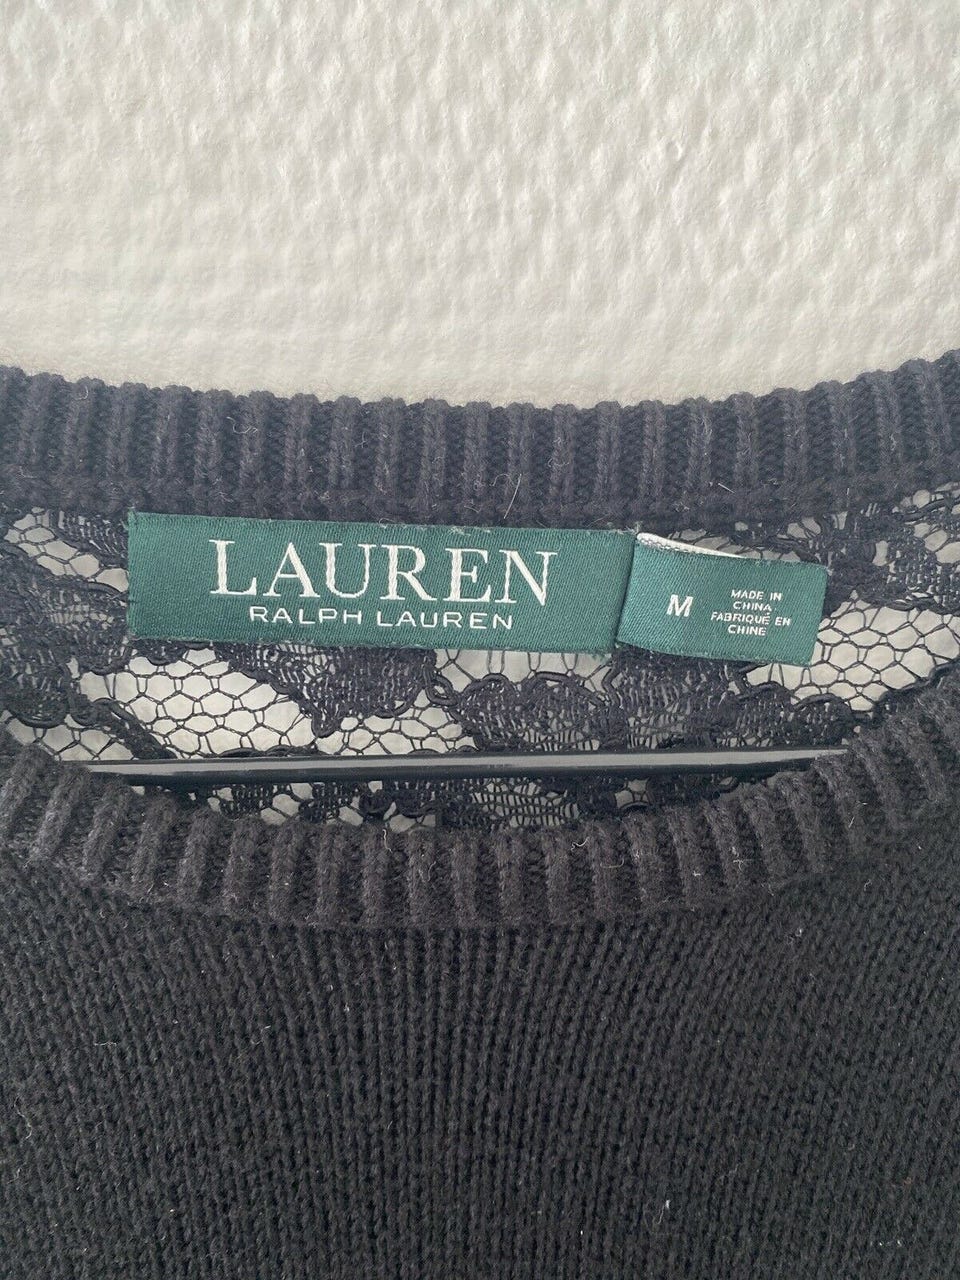 LAUREN
RALPH LAUREN
M
MADE IN
CHINA
FABRIQUÉ EN
CHINE